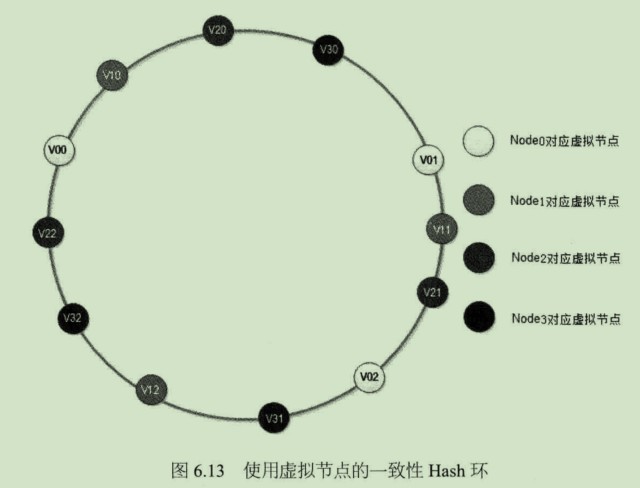 V20
V30
V10
V00
V01
Node0对应虚拟节点
Node1对应虚拟节点
V22
V11
Node2对应虚拟节点
V21
V32
Node3对应虚拟节点
V02
V12
V31
图 6.13 使用虚拟节点的一致性 Hash 环